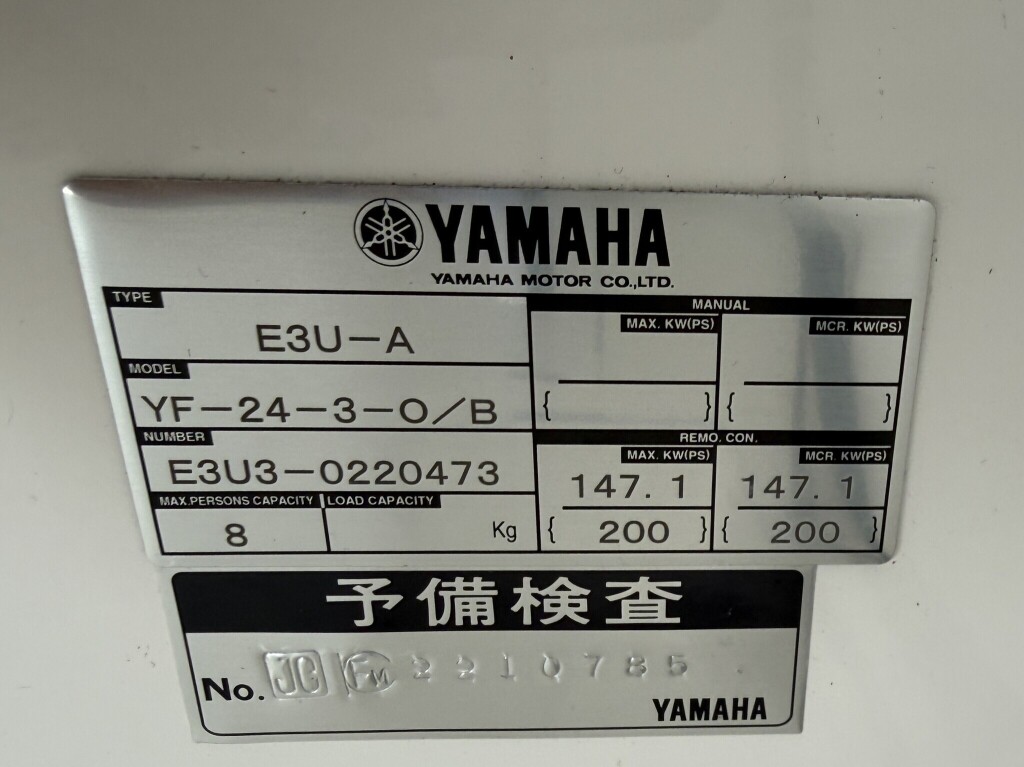 YAMAHA
YAMAHA MOTOR CO.,LTD.
TYPE
E3U-A
MODEL
YF-24-3-O/B
NUMBER
E3U3-0220473
MAX.PERSONS CAPACITY LOAD CAPACITY
8 Kg
MANUAL
MAX. KW(PS) MCR. KW(PS)
{ } { }
REMO. CON.
MAX. KW(PS) MCR. KW(PS)
147.1 147.1
{ 200 } { 200 }
予備検査
No. JG FM 2210785
YAMAHA